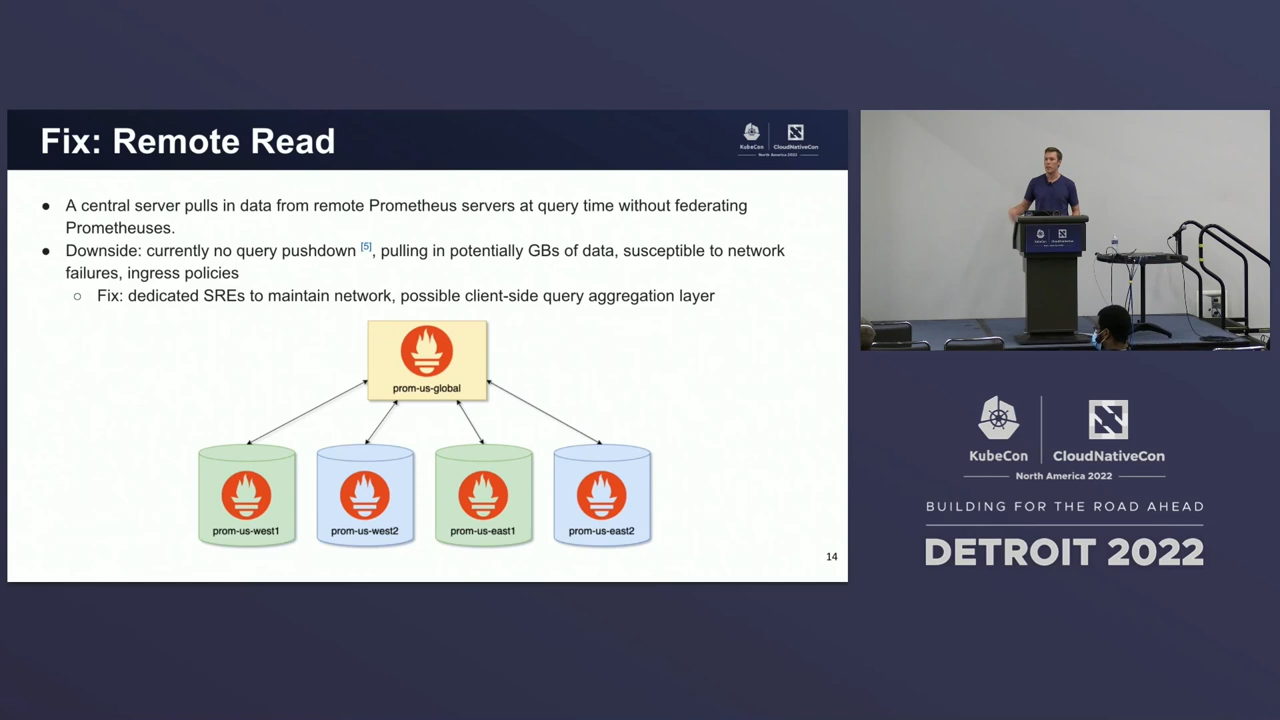 Fix: Remote Read
KubeCon
CloudNativeCon
North America 2022
● A central server pulls in data from remote Prometheus servers at query time without federating
Prometheuses.
● Downside: currently no query pushdown [5], pulling in potentially GBs of data, susceptible to network
failures, ingress policies
○ Fix: dedicated SREs to maintain network, possible client-side query aggregation layer
prom-us-global
prom-us-west1
prom-us-west2
prom-us-east1
prom-us-east2
14
KubeCon
CloudNativeCon
North America 2022
BUILDING FOR THE ROAD AHEAD
DETROIT 2022